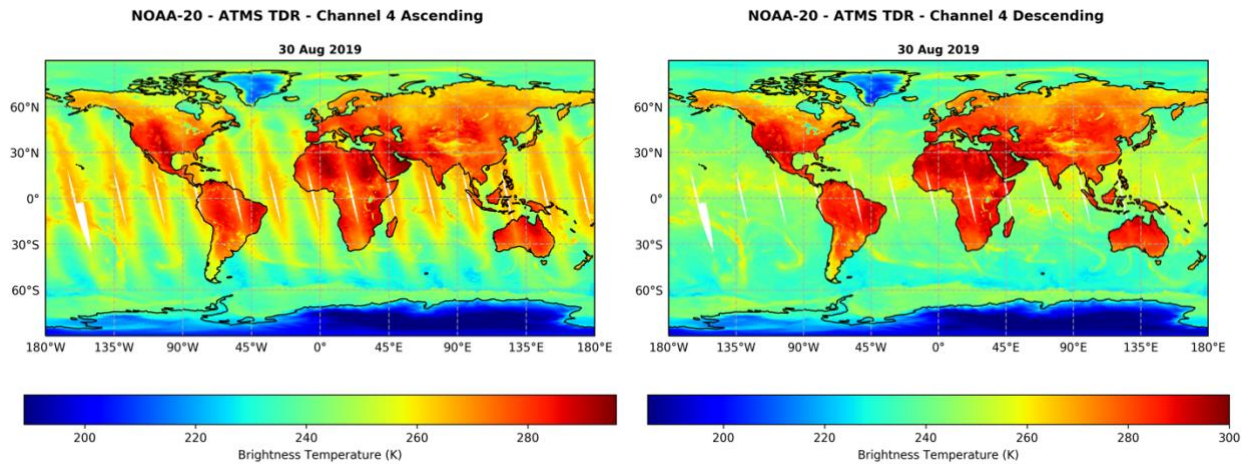 NOAA-20 - ATMS TDR - Channel 4 Ascending
30 Aug 2019
60°N
30°N
0°
30°S
60°S
180°W 135°W 90°W 45°W 0° 45°E 90°E 135°E 180°E
200 220 240 260 280
Brightness Temperature (K)
NOAA-20 - ATMS TDR - Channel 4 Descending
30 Aug 2019
60°N
30°N
0°
30°S
60°S
180°W 135°W 90°W 45°W 0° 45°E 90°E 135°E 180°E
200 220 240 260 280 300
Brightness Temperature (K)